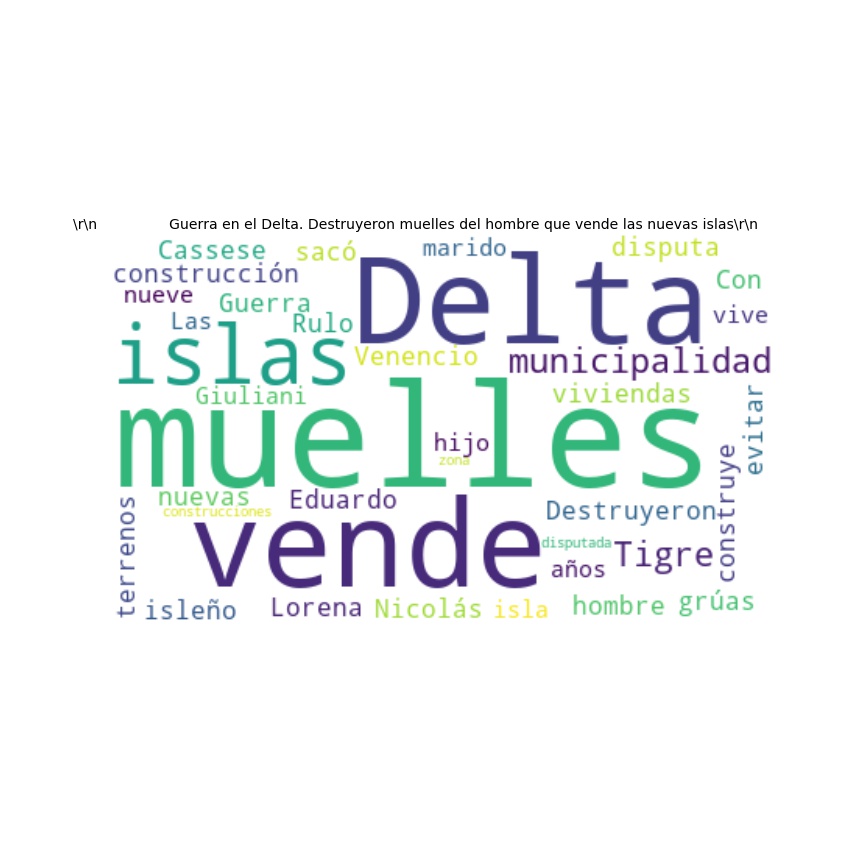 \r\n Guerra en el Delta. Destruyeron muelles del hombre que vende las nuevas islas\r\n
Cassese sacó marido disputa
construcción Delta Con
nueve Guerra vive
Las Rulo
islas Venencio municipalidad
Giuliani viviendas
muelles evitar
hijo
zona
nuevas Eduardo
construcciones
vende Destruyeron construye
terrenos
disputada Tigre
años
isleño Lorena Nicolás isla hombre grúas